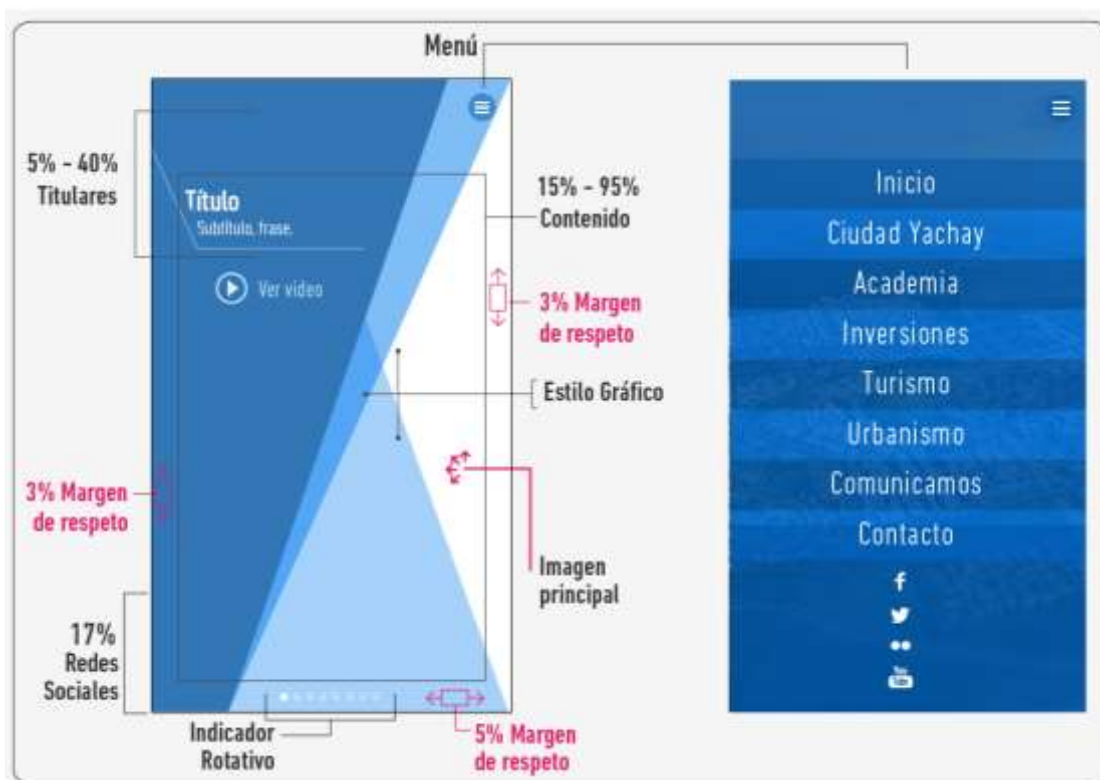 Menú
5% - 40%
Titulares
Título
Subtítulo, frase.
Ver video
15% - 95%
Contenido
3% Margen
de respeto
Estilo Gráfico
3% Margen
de respeto
Imagen
principal
17%
Redes
Sociales
Indicador
Rotativo
5% Margen
de respeto
Inicio
Ciudad Yachay
Academia
Inversiones
Turismo
Urbanismo
Comunicamos
Contacto
f
You
Tube